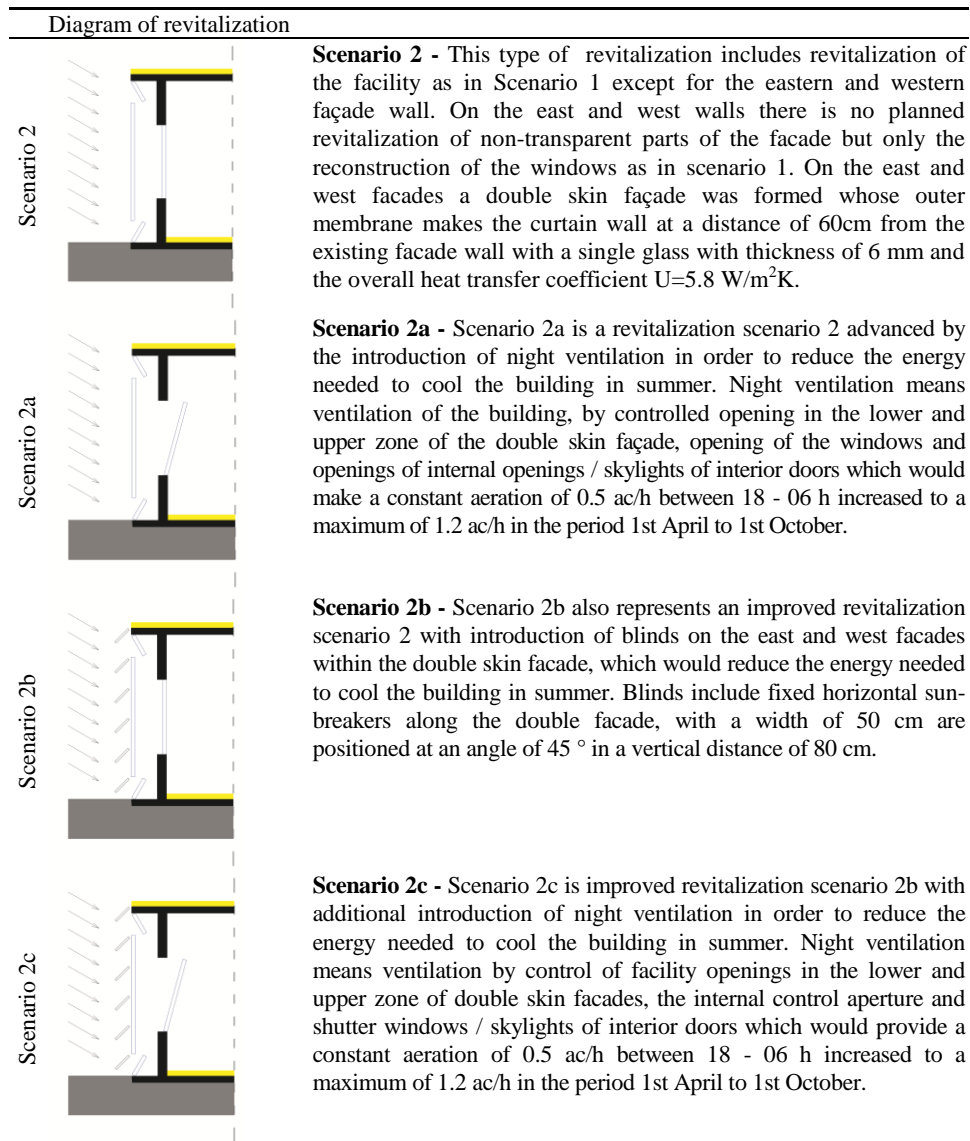 Diagram of revitalization
Scenario 2
Scenario 2 - This type of revitalization includes revitalization of
the facility as in Scenario 1 except for the eastern and western
façade wall. On the east and west walls there is no planned
revitalization of non-transparent parts of the facade but only the
reconstruction of the windows as in scenario 1. On the east and
west facades a double skin façade was formed whose outer
membrane makes the curtain wall at a distance of 60cm from the
existing facade wall with a single glass with thickness of 6 mm and
the overall heat transfer coefficient U=5.8 W/m²K.
Scenario 2a
Scenario 2a - Scenario 2a is a revitalization scenario 2 advanced by
the introduction of night ventilation in order to reduce the energy
needed to cool the building in summer. Night ventilation means
ventilation of the building, by controlled opening in the lower and
upper zone of the double skin façade, opening of the windows and
openings of internal openings / skylights of interior doors which would
make a constant aeration of 0.5 ac/h between 18 - 06 h increased to a
maximum of 1.2 ac/h in the period 1st April to 1st October.
Scenario 2b
Scenario 2b - Scenario 2b also represents an improved revitalization
scenario 2 with introduction of blinds on the east and west facades
within the double skin facade, which would reduce the energy needed
to cool the building in summer. Blinds include fixed horizontal sun-
breakers along the double facade, with a width of 50 cm are
positioned at an angle of 45 ° in a vertical distance of 80 cm.
Scenario 2c
Scenario 2c - Scenario 2c is improved revitalization scenario 2b with
additional introduction of night ventilation in order to reduce the
energy needed to cool the building in summer. Night ventilation
means ventilation by control of facility openings in the lower and
upper zone of double skin facades, the internal control aperture and
shutter windows / skylights of interior doors which would provide a
constant aeration of 0.5 ac/h between 18 - 06 h increased to a
maximum of 1.2 ac/h in the period 1st April to 1st October.